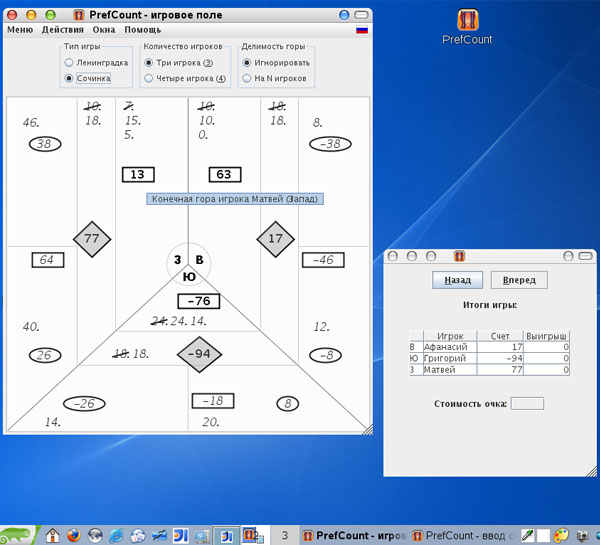 PrefCount - игровое поле
Меню Действия Окна Помощь
Тип игры
Ленинградка
Сочинка
Количество игроков
Три игрока (3)
Четыре игрока (4)
Делимость горы
Игнорировать
На N игроков
PrefCount
46.
38
10.
18.
7.
15.
5.
10.
10.
0.
18.
18.
8.
-38
13
63
Конечная гора игрока Матвей (Запад)
77
17
З В
Ю
64
-46
-76
24. 24. 14.
40.
26
18. 18.
-94
12.
-8
-26
-18
8
14.
20.
Назад
Вперед
Итоги игры:
Игрок Счет Выигрыш
В Афанасий 17 0
Ю Григорий -94 0
З Матвей 77 0
Стоимость очка:
3
PrefCount - игров
PrefCount - ввод с